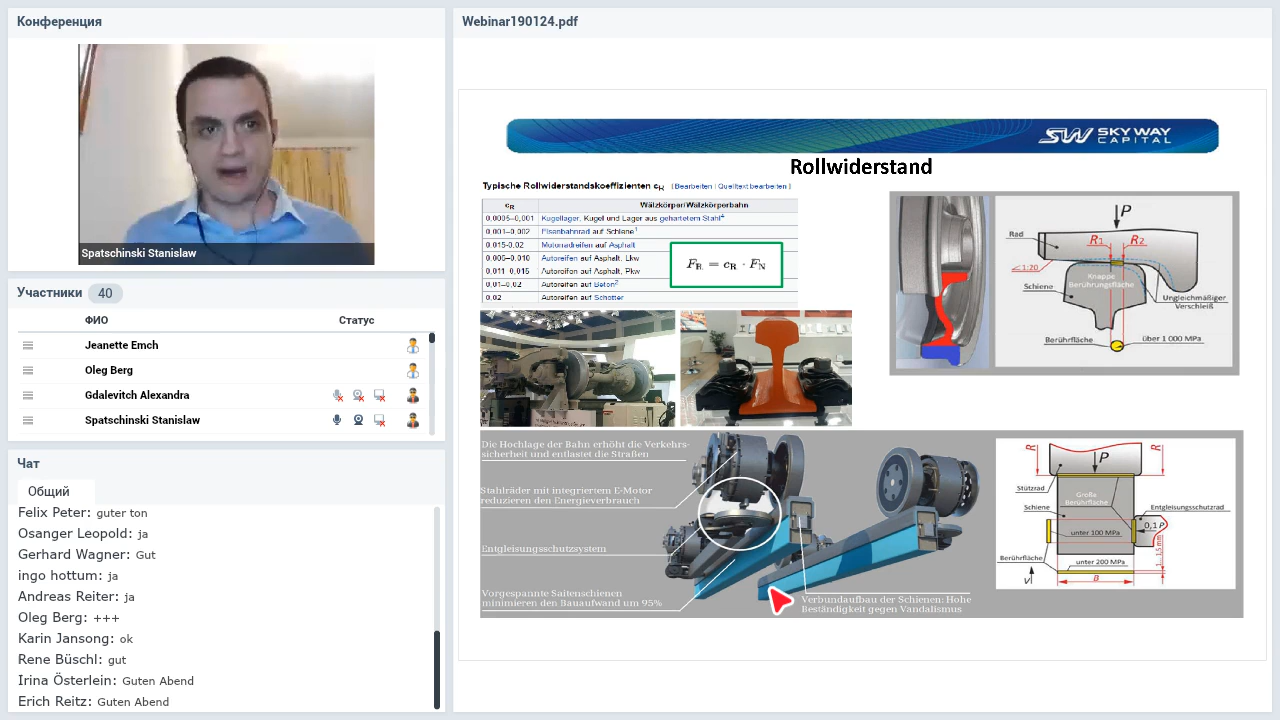 Конференция
Spatschinski Stanislaw
Участники 40
ФИО Статус
Jeanette Emch
Oleg Berg
Gdalevitch Alexandra
Spatschinski Stanislaw
Чат
Общий
Felix Peter: guter ton
Osanger Leopold: ja
Gerhard Wagner: Gut
ingo hottum: ja
Andreas Reiter: ja
Oleg Berg: +++
Karin Jansong: ok
Rene Büschl: gut
Irina Österlein: Guten Abend
Erich Reitz: Guten Abend
Webinar190124.pdf
SW SKY WAY
CAPITAL
Rollwiderstand
Typische Rollwiderstandskoeffizienten cR [ Bearbeiten | Quelltext bearbeiten ]
cR Wälzkörper/Wälzkörperbahn
0,0005–0,001 Kugellager, Kugel und Lager aus gehärtetem Stahl
0,001–0,002 Eisenbahnrad auf Schiene1
0,015-0,02 Motorradreifen auf Asphalt
0,006–0,010 Autoreifen auf Asphalt, Lkw
0,011–0,015 Autoreifen auf Asphalt, Pkw
0,01–0,02 Autoreifen auf Beton2
0,02 Autoreifen auf Schotter
FR = cR · FN
P
Rad
R1 R2
<1:20
Knappe
Berührungsfläche
Schiene
Ungleichmäßiger
Verschleiß
Berührfläche
über 1 000 MPa
Die Hochlage der Bahn erhöht die Verkehrs-
sicherheit und entlastet die Straßen
Stahlräder mit integriertem E-Motor
reduzieren den Energieverbrauch
Entgleisungsschutzsystem
Vorgespannte Saitenschienen
minimieren den Bauaufwand um 95%
Verbundaufbau der Schienen: Hohe
Beständigkeit gegen Vandalismus
R P R
Stützrad
Große
Berührfläche
Schiene
Entgleisungsschutzrad
0,1P
unter 100 MPa
Berührfläche
unter 200 MPa
V
B